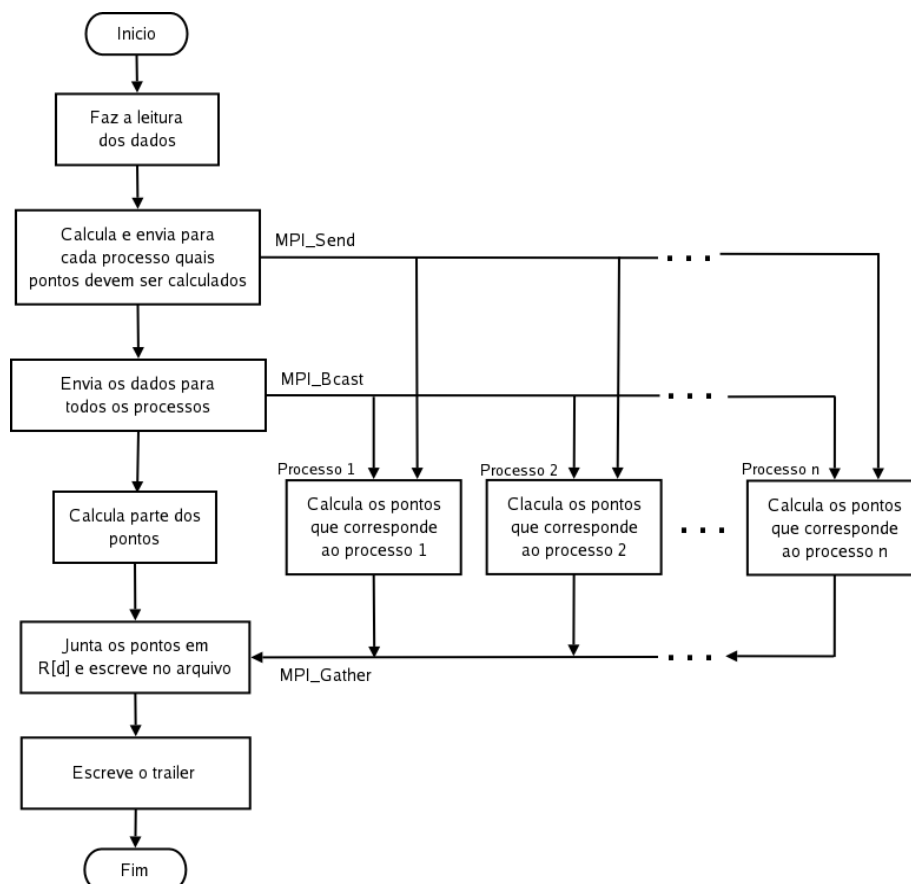 Inicio
Faz a leitura
dos dados
Calcula e envia para
cada processo quais
pontos devem ser calculados
MPI_Send
. . .
Envia os dados para
todos os processos
MPI_Bcast
. . .
Processo 1
Processo 2
Processo n
Calcula parte dos
pontos
Calcula os pontos
que corresponde
ao processo 1
Clacula os pontos
que corresponde
ao processo 2
. . .
Calcula os pontos
que corresponde
ao processo n
Junta os pontos em
R[d] e escreve no arquivo
MPI_Gather
. . .
Escreve o trailer
Fim